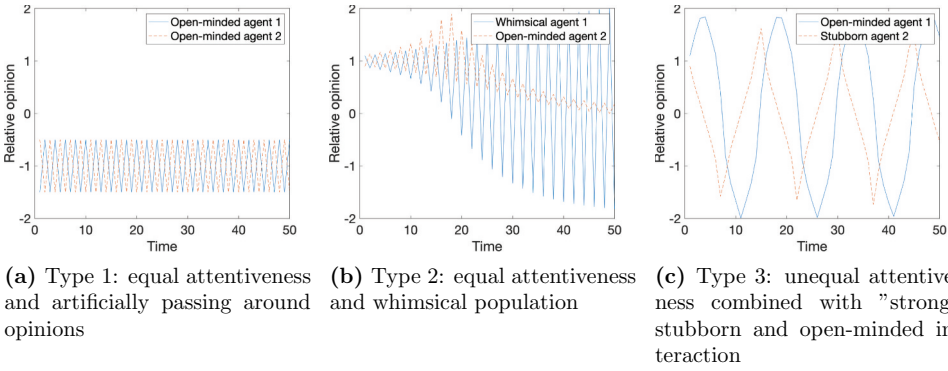 Open-minded agent 1
Open-minded agent 2
2
1
0
-1
-2
Relative opinion
0
10
20
30
40
50
Time
Whimsical agent 1
Open-minded agent 2
2
1
0
-1
-2
Relative opinion
0
10
20
30
40
50
Time
Open-minded agent 1
Stubborn agent 2
2
1
0
-1
-2
Relative opinion
0
10
20
30
40
50
Time
(a) Type 1: equal attentiveness
and artificially passing around
opinions
(b) Type 2: equal attentiveness
and whimsical population
(c) Type 3: unequal attentive
ness combined with ”strong
stubborn and open-minded in
teraction